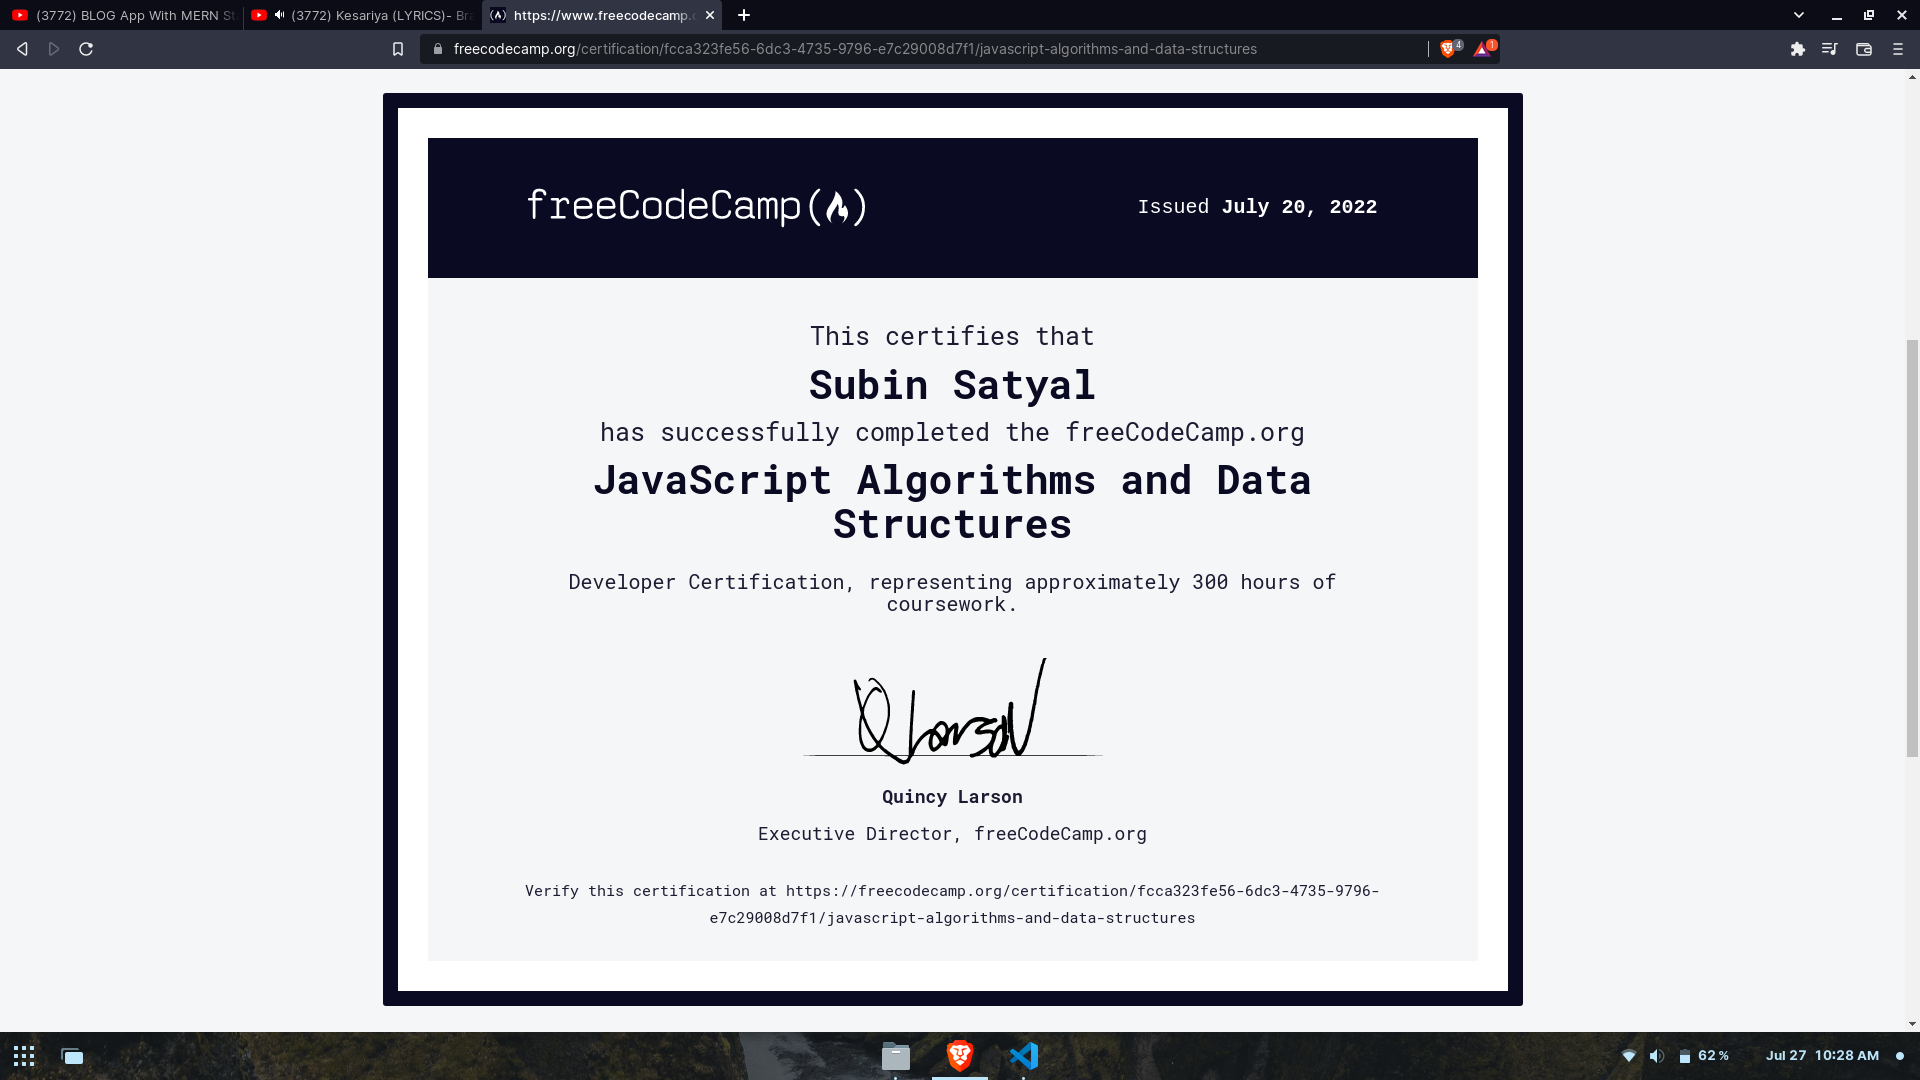 (3772) BLOG App With MERN St
(3772) Kesariya (LYRICS)- Bra
https://www.freecodecamp.o
freecodecamp.org/certification/fcca323fe56-6dc3-4735-9796-e7c29008d7f1/javascript-algorithms-and-data-structures
4
1
freeCodeCamp
Issued July 20, 2022
This certifies that
Subin Satyal
has successfully completed the freeCodeCamp.org
JavaScript Algorithms and Data
Structures
Developer Certification, representing approximately 300 hours of
coursework.
Q Larson
Quincy Larson
Executive Director, freeCodeCamp.org
Verify this certification at https://freecodecamp.org/certification/fcca323fe56-6dc3-4735-9796-
e7c29008d7f1/javascript-algorithms-and-data-structures
62 %
Jul 27 10:28 AM